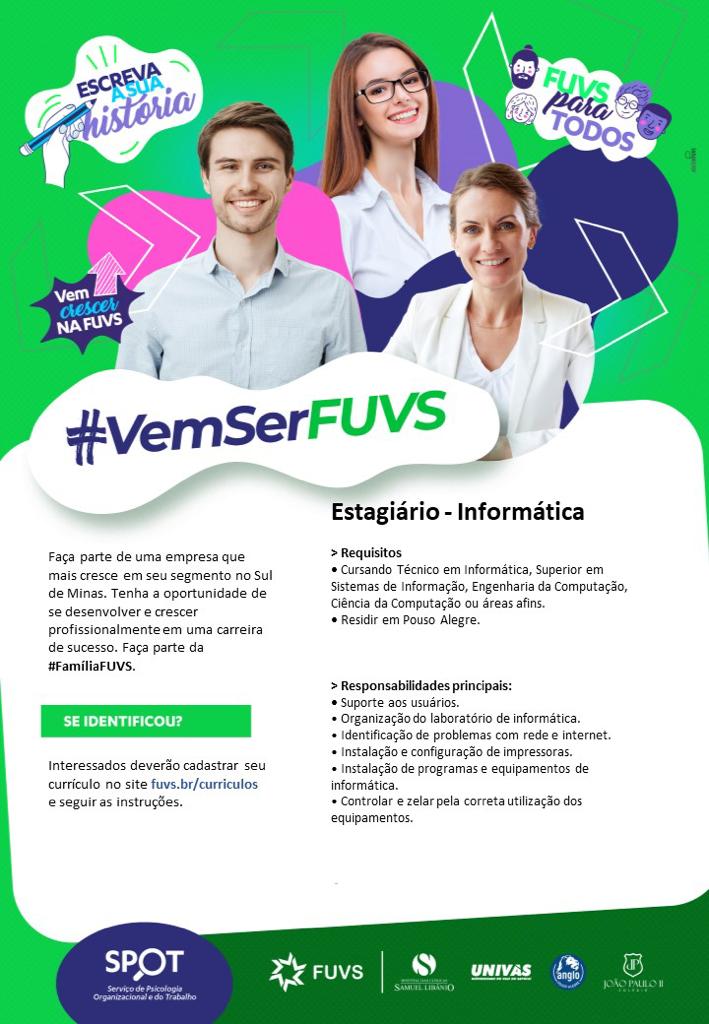 ESCREVA
A SUA
história
FUVS
para
TODOS
Vem
crescer
NA FUVS
#VemSerFUVS
Estagiário - Informática
Faça parte de uma empresa que
mais cresce em seu segmento no Sul
de Minas. Tenha a oportunidade de
se desenvolver e crescer
profissionalmente em uma carreira
de sucesso. Faça parte da
#FamíliaFUVS.
SE IDENTIFICOU?
Interessados deverão cadastrar seu
currículo no site fuvs.br/curriculos
e seguir as instruções.
> Requisitos
• Cursando Técnico em Informática, Superior em
Sistemas de Informação, Engenharia da Computação,
Ciência da Computação ou áreas afins.
• Residir em Pouso Alegre.
> Responsabilidades principais:
• Suporte aos usuários.
• Organização do laboratório de informática.
• Identificação de problemas com rede e internet.
• Instalação e configuração de impressoras.
• Instalação de programas e equipamentos de
informática.
• Controlar e zelar pela correta utilização dos
equipamentos.
SPOT
Serviço de Psicologia
Organizacional e do Trabalho
FUVS
SAMUEL LIBÂNIO
UNIVÁS
anglo
JOÃO PAULO II
COLÉGIO